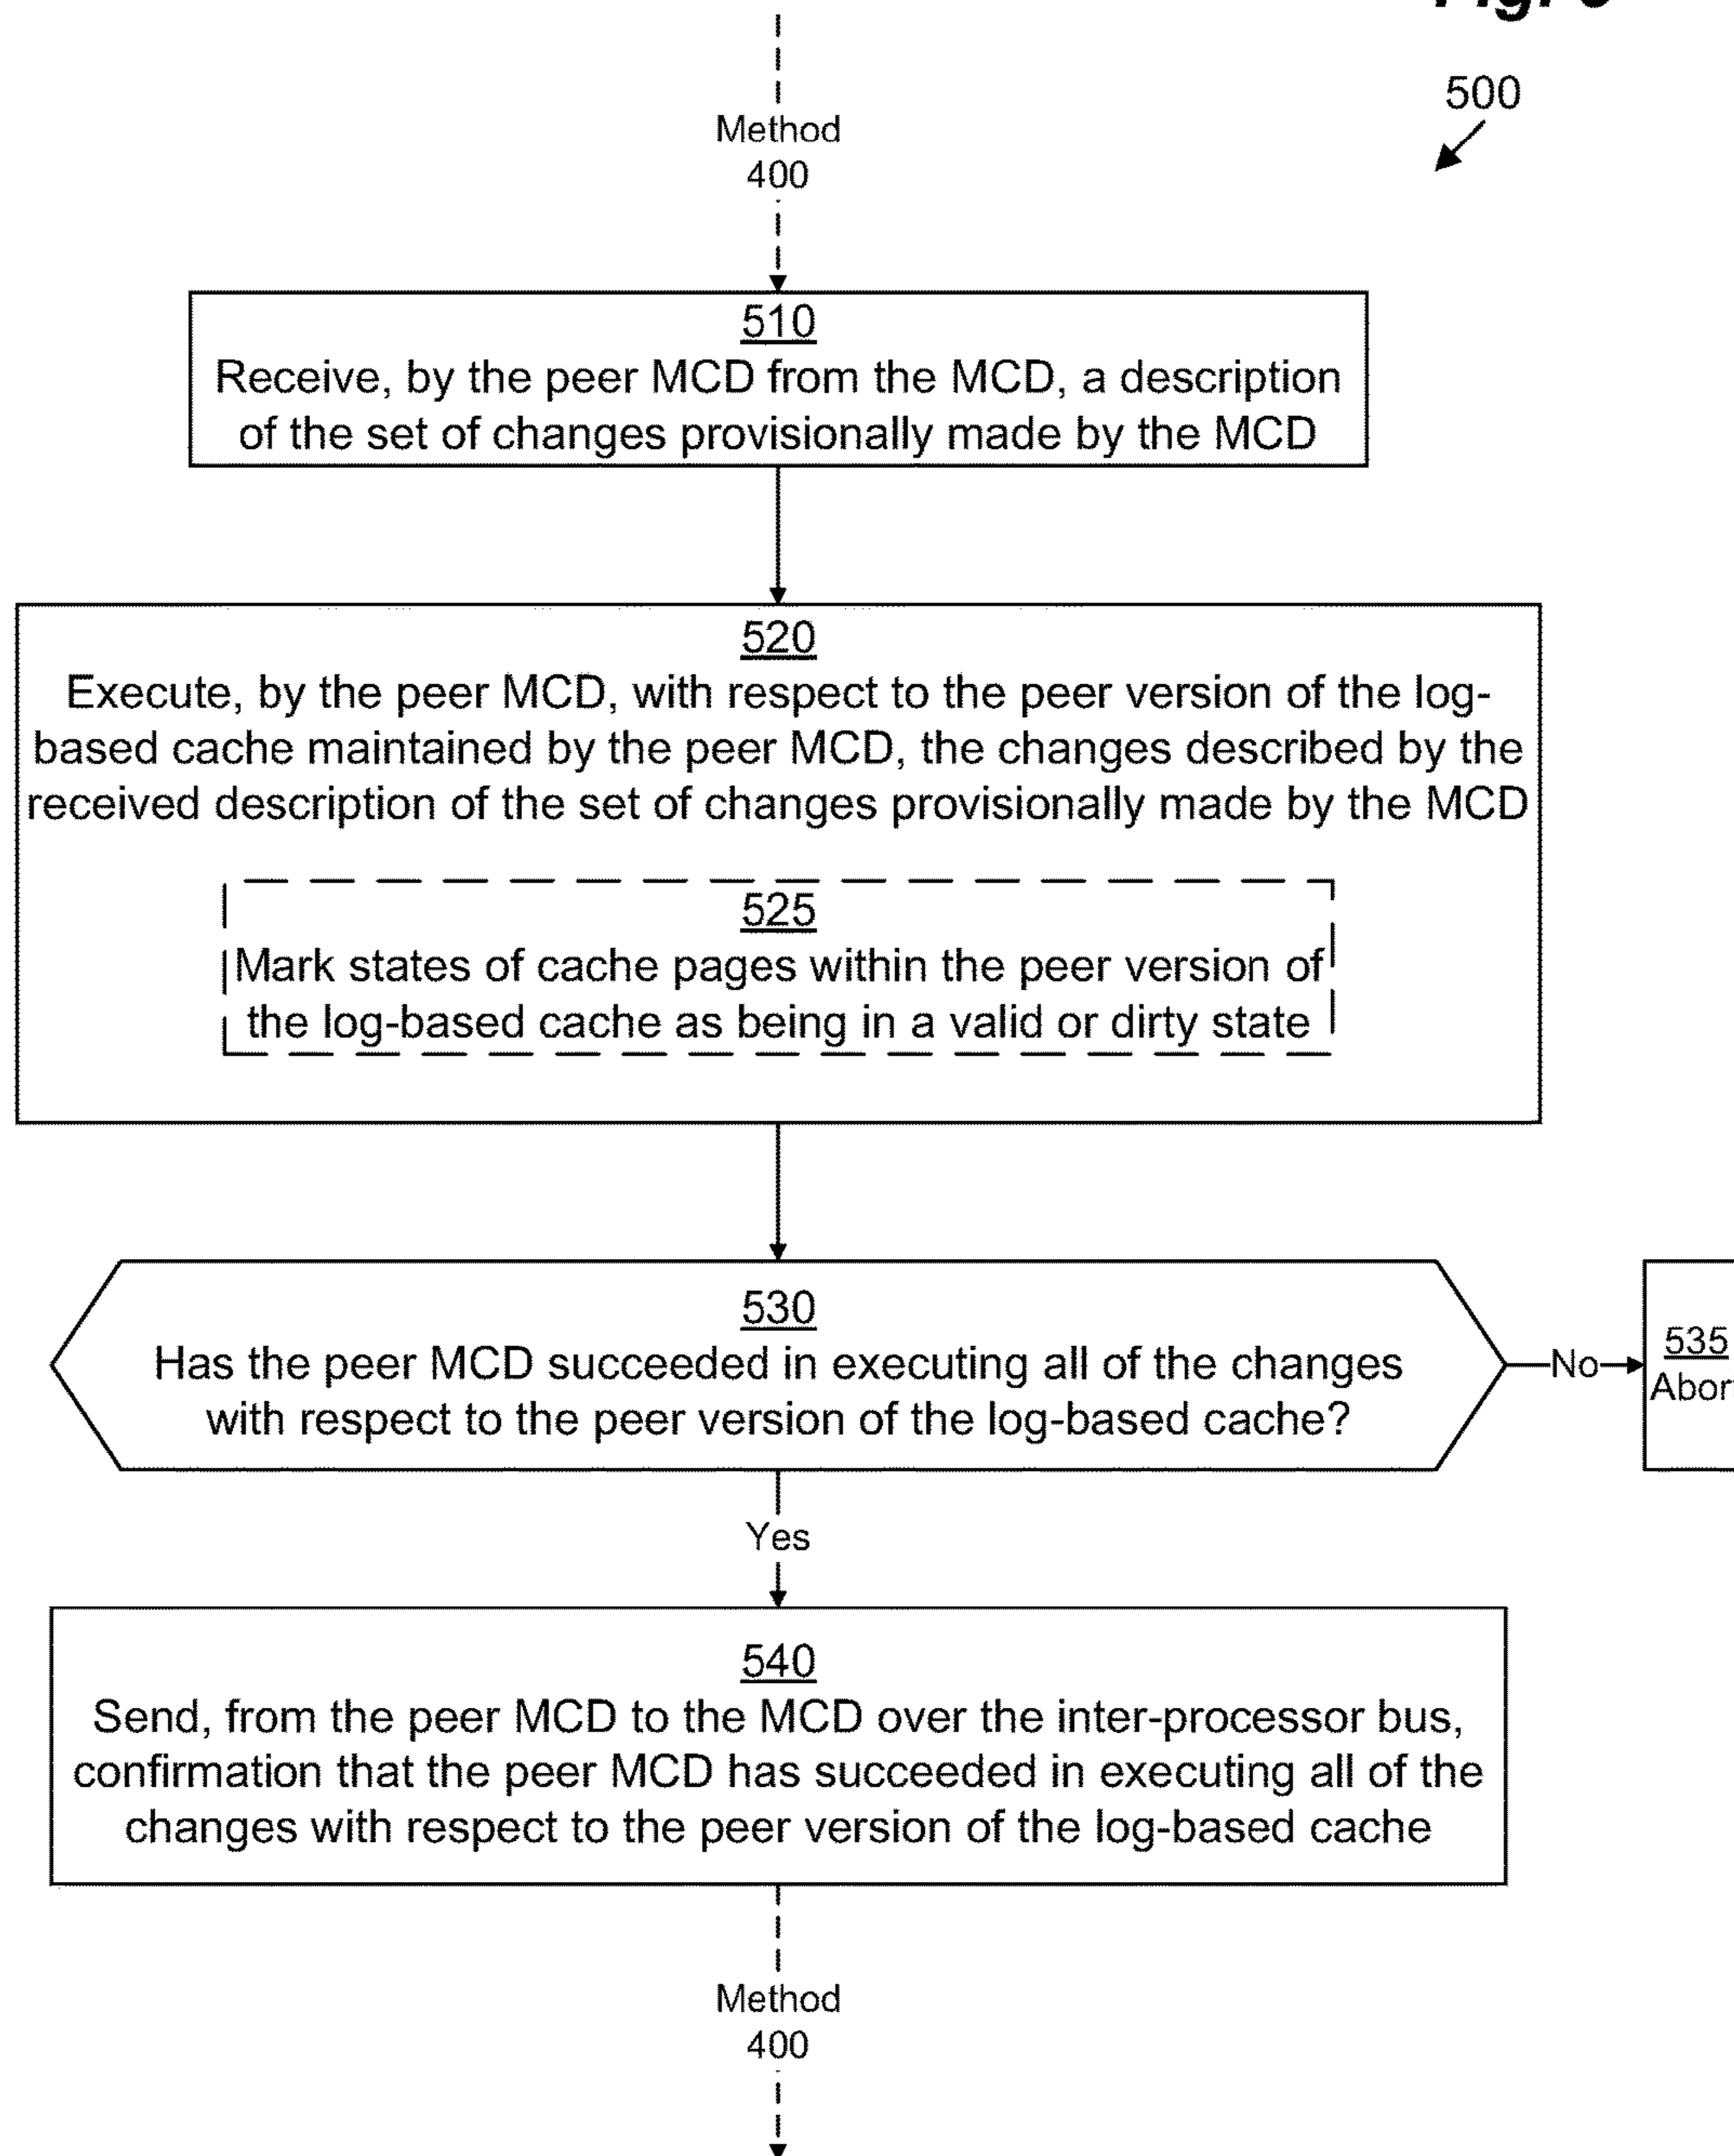 500
Method
400
510
Receive, by the peer MCD from the MCD, a description
of the set of changes provisionally made by the MCD
520
Execute, by the peer MCD, with respect to the peer version of the log-
based cache maintained by the peer MCD, the changes described by the
received description of the set of changes provisionally made by the MCD
525
Mark states of cache pages within the peer version of
the log-based cache as being in a valid or dirty state
530
Has the peer MCD succeeded in executing all of the changes
with respect to the peer version of the log-based cache?
No
535
Yes
540
Send, from the peer MCD to the MCD over the inter-processor bus,
confirmation that the peer MCD has succeeded in executing all of the
changes with respect to the peer version of the log-based cache
Method
400